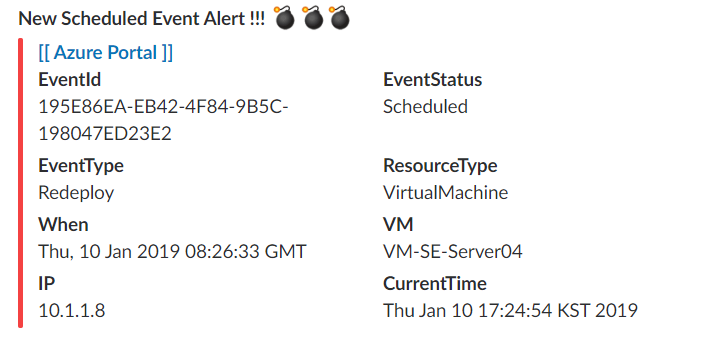 New Scheduled Event Alert !!! 💣 💣 💣
[[ Azure Portal ]]
EventId
195E86EA-EB42-4F84-9B5C-
198047ED23E2
EventStatus
Scheduled
EventType
Redeploy
ResourceType
VirtualMachine
When
Thu, 10 Jan 2019 08:26:33 GMT
VM
VM-SE-Server04
IP
10.1.1.8
CurrentTime
Thu Jan 10 17:24:54 KST 2019